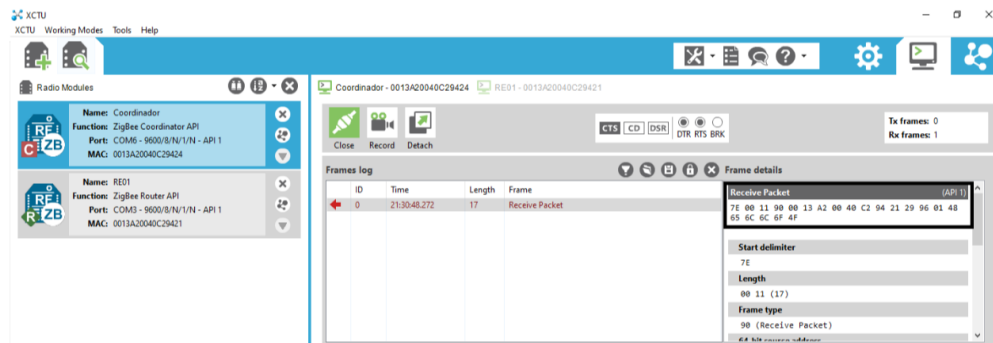 XCTU
XCTU Working Modes Tools Help
Radio Modules
Name: Coordinador
Function: ZigBee Coordinator API
Port: COM6 - 9600/8/N/1/N - API 1
MAC: 0013A20040C29424
Name: RE01
Function: ZigBee Router API
Port: COM3 - 9600/8/N/1/N - API 1
MAC: 0013A20040C29421
Coordinador - 0013A20040C29424
RE01 - 0013A20040C29421
Close Record Detach
CTS CD DSR DTR RTS BRK
Tx frames: 0
Rx frames: 1
Frames log
ID Time Length Frame
0 21:30:48.272 17 Receive Packet
Frame details
Receive Packet (API 1)
7E 00 11 90 00 13 A2 00 40 C2 94 21 29 96 01 48
65 6C 6C 6F 4F
Start delimiter
7E
Length
00 11 (17)
Frame type
90 (Receive Packet)
64-bit source address